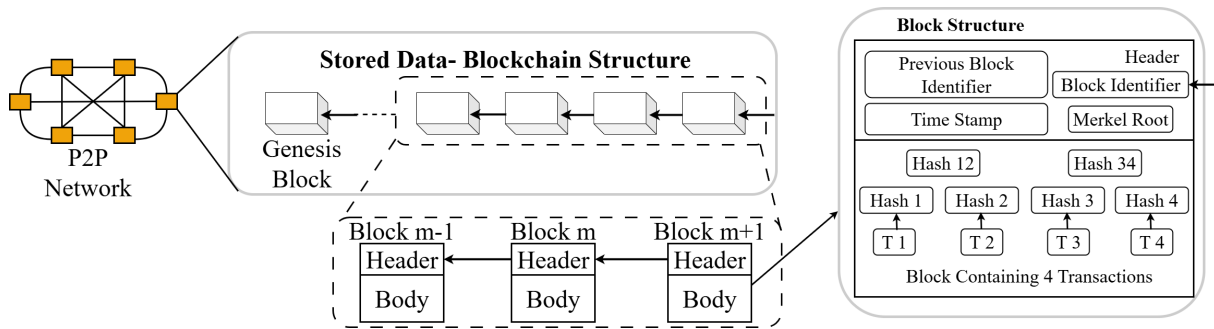 P2P
Network
Stored Data- Blockchain Structure
Genesis
Block
Block m-1
Block m
Block m+1
Header
Header
Header
Body
Body
Body
Block Structure
Header
Previous Block
Identifier
Block Identifier
Time Stamp
Merkel Root
Hash 12
Hash 34
Hash 1
Hash 2
Hash 3
Hash 4
T 1
T 2
T 3
T 4
Block Containing 4 Transactions